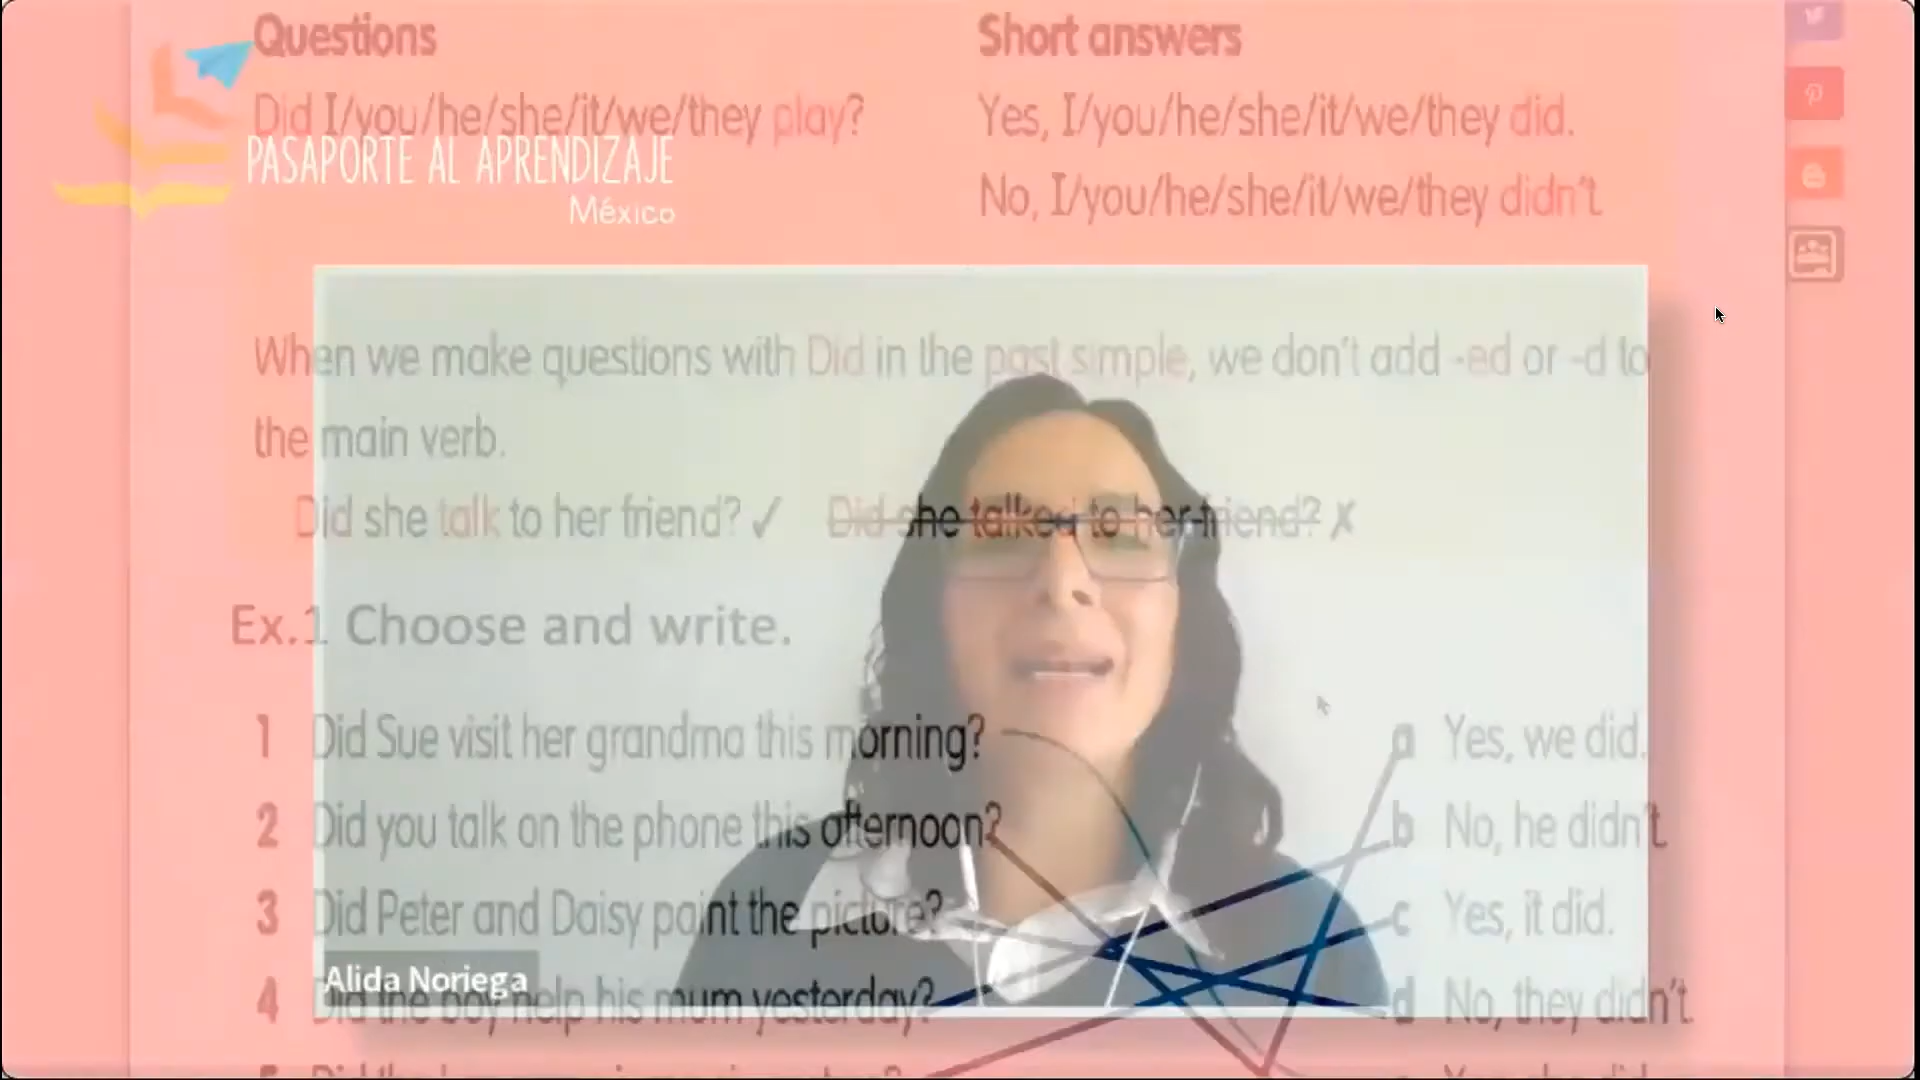 Questions
Short answers
Did I/you/he/she/it/we/they play?
Yes, I/you/he/she/it/we/they did.
PASAPORTE AL APRENDIZAJE
México
No, I/you/he/she/it/we/they didn't.
When we make questions with Did in the past simple, we don't add -ed or -d to
the main verb.
Did she talk to her friend? ✓ Did she talked to her friend? ✗
Ex.1 Choose and write.
1 Did Sue visit her grandma this morning?
a Yes, we did.
2 Did you talk on the phone this afternoon?
b No, he didn't.
3 Did Peter and Daisy paint the picture?
c Yes, it did.
Alida Noriega
4 Did the boy help his mum yesterday?
d No, they didn't.